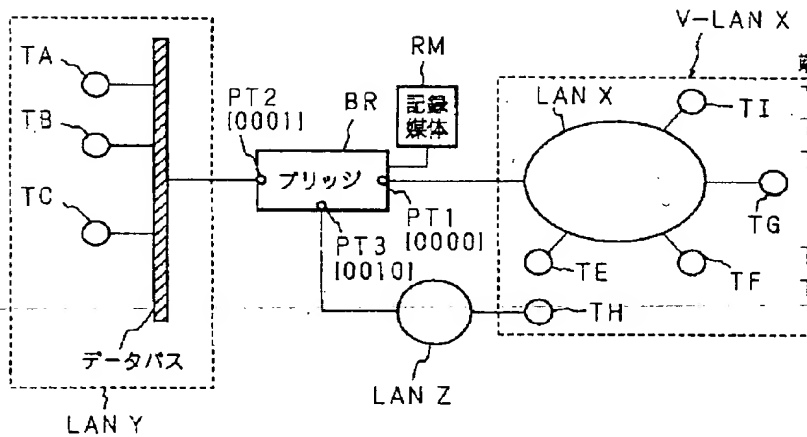 V-LAN X
TA
TB
TC
PT2
[0001]
BR
RM
記録
媒体
ブリッジ
PT1
[0000]
PT3
[0010]
LAN X
TI
TG
TE
TF
TH
LAN Z
データバス
LAN Y